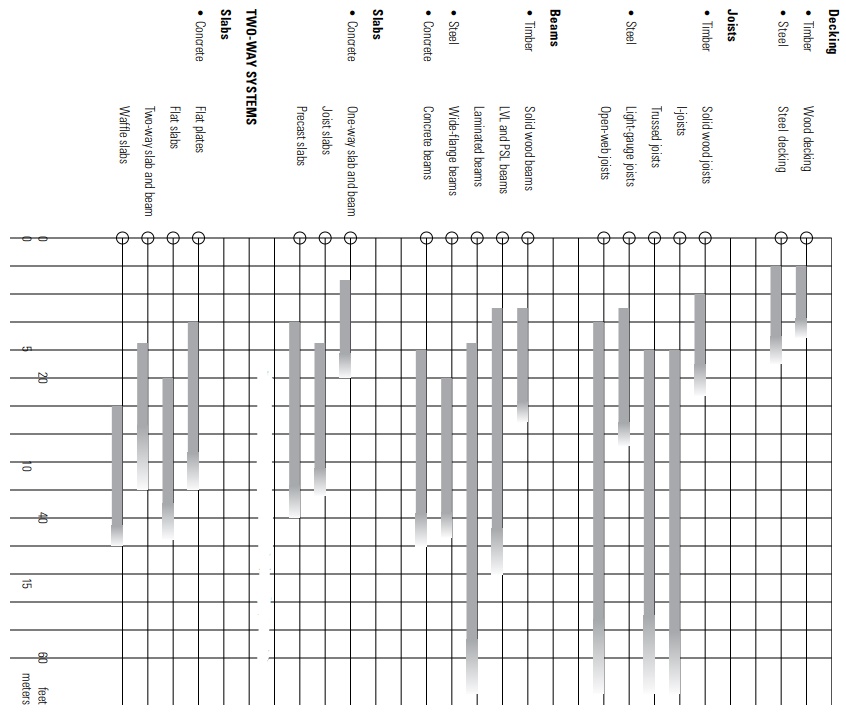 Decking
• Timber Wood decking
• Steel Steel decking
Joists
• Timber Solid wood joists
I-joists
Trussed joists
• Steel Light-gauge joists
Open-web joists
Beams
• Timber Solid wood beams
LVL and PSL beams
Laminated beams
• Steel Wide-flange beams
• Concrete Concrete beams
Slabs
• Concrete One-way slab and beam
Joist slabs
Precast slabs
TWO-WAY SYSTEMS
Slabs
• Concrete Flat plates
Flat slabs
Two-way slab and beam
Waffle slabs
0 20 40 60 feet
0 5 10 15 meters